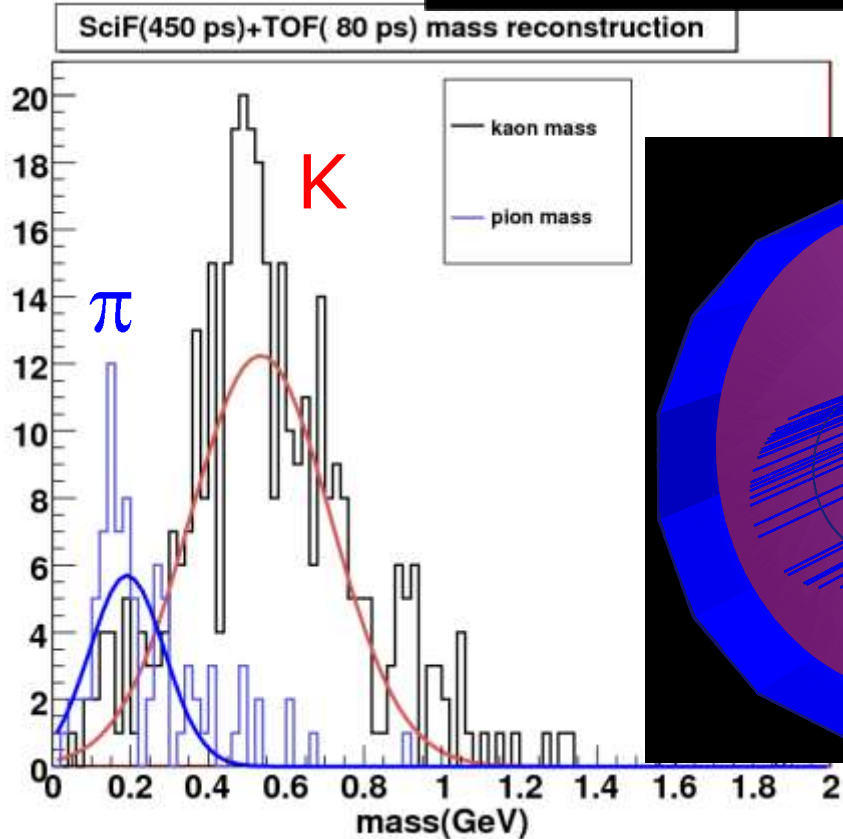 SciF(450 ps)+TOF( 80 ps) mass reconstruction
20
18
16
14
12
10
8
6
4
2
0
kaon mass
pion mass
K
π
0 0.2 0.4 0.6 0.8 1 1.2 1.4 1.6 1.8 2
mass(GeV)